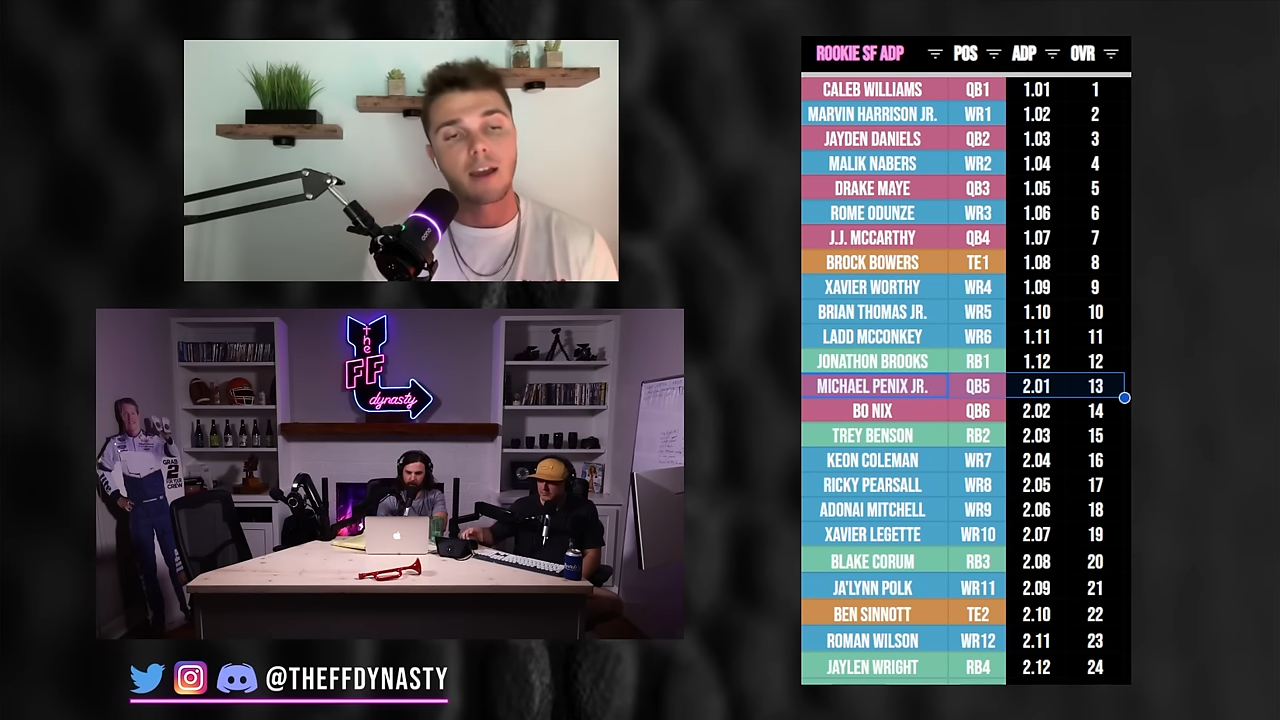 ROOKIE SF ADP POS ADP OVR
CALEB WILLIAMS QB1 1.01 1
MARVIN HARRISON JR. WR1 1.02 2
JAYDEN DANIELS QB2 1.03 3
MALIK NABERS WR2 1.04 4
DRAKE MAYE QB3 1.05 5
ROME ODUNZE WR3 1.06 6
J.J. MCCARTHY QB4 1.07 7
BROCK BOWERS TE1 1.08 8
XAVIER WORTHY WR4 1.09 9
BRIAN THOMAS JR. WR5 1.10 10
LADD MCCONKEY WR6 1.11 11
JONATHON BROOKS RB1 1.12 12
MICHAEL PENIX JR. QB5 2.01 13
BO NIX QB6 2.02 14
TREY BENSON RB2 2.03 15
KEON COLEMAN WR7 2.04 16
RICKY PEARSALL WR8 2.05 17
ADONAI MITCHELL WR9 2.06 18
XAVIER LEGETTE WR10 2.07 19
BLAKE CORUM RB3 2.08 20
JA'LYNN POLK WR11 2.09 21
BEN SINNOTT TE2 2.10 22
ROMAN WILSON WR12 2.11 23
JAYLEN WRIGHT RB4 2.12 24
the
FF
dynasty
GRAB
2
FOR YOUR
CREW
@THEFFDYNASTY